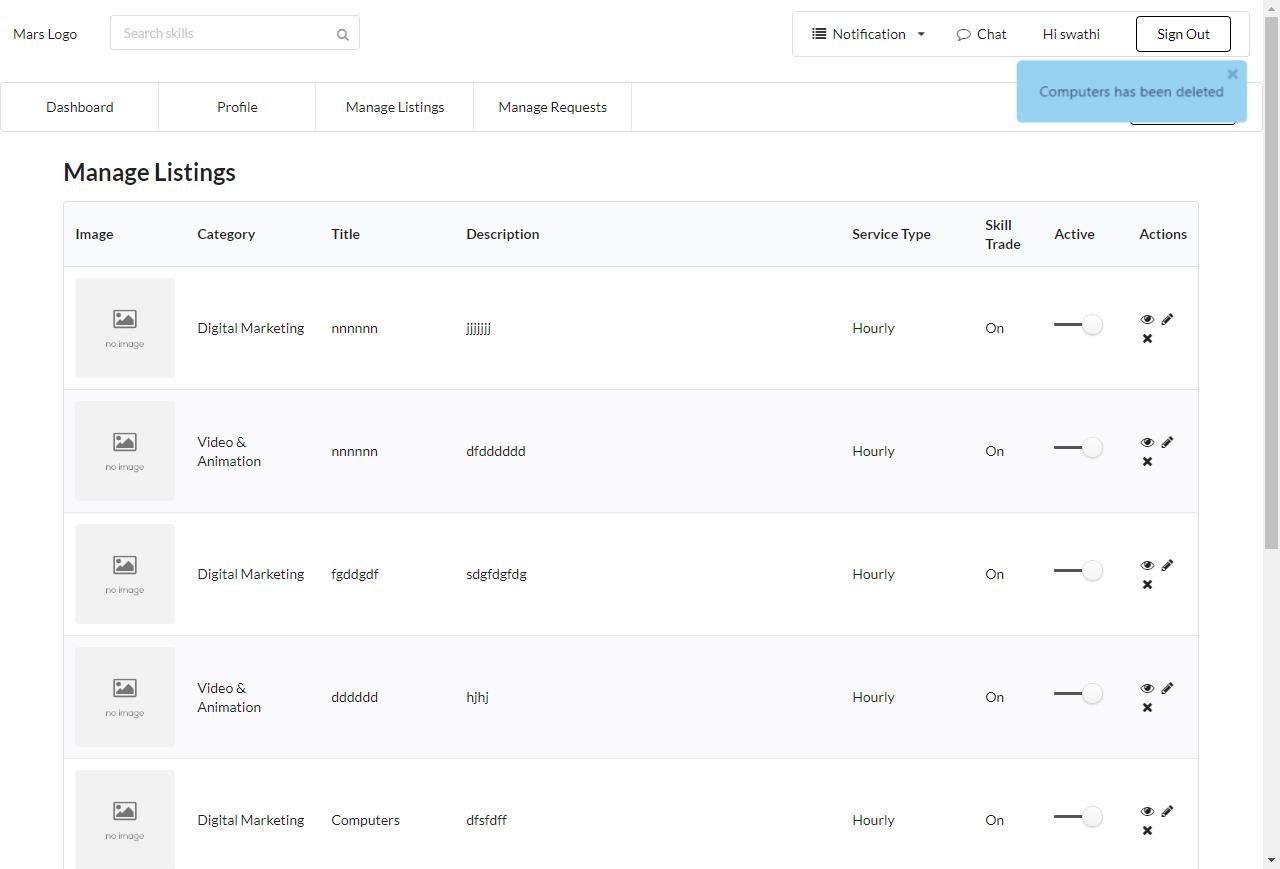 Mars Logo
Search skills
Notification
Chat
Hi swathi
Sign Out
Computers has been deleted
Dashboard
Profile
Manage Listings
Manage Requests
Manage Listings
Image
Category
Title
Description
Service Type
Skill
Trade
Active
Actions
no image
Digital Marketing
nnnnnn
jjjjjjj
Hourly
On
no image
Video &
Animation
nnnnnn
dfdddddd
Hourly
On
no image
Digital Marketing
fgddgdf
sdgfdgfdg
Hourly
On
no image
Video &
Animation
dddddd
hjhj
Hourly
On
no image
Digital Marketing
Computers
dfsfdff
Hourly
On